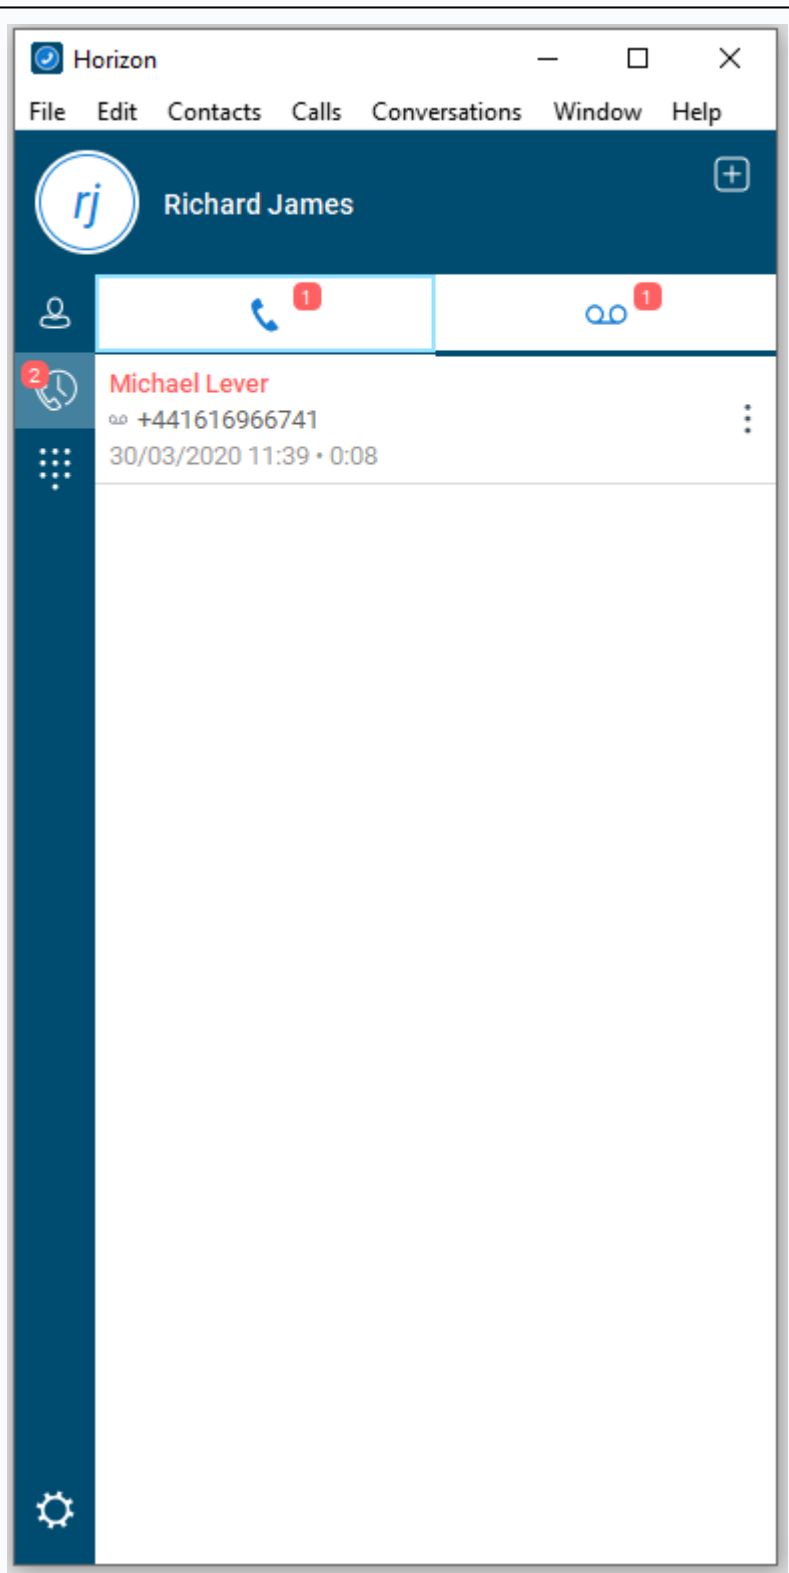 Horizon
File Edit Contacts Calls Conversations Window Help
rj
Richard James
1
1
2
Michael Lever
+441616966741
30/03/2020 11:39 • 0:08